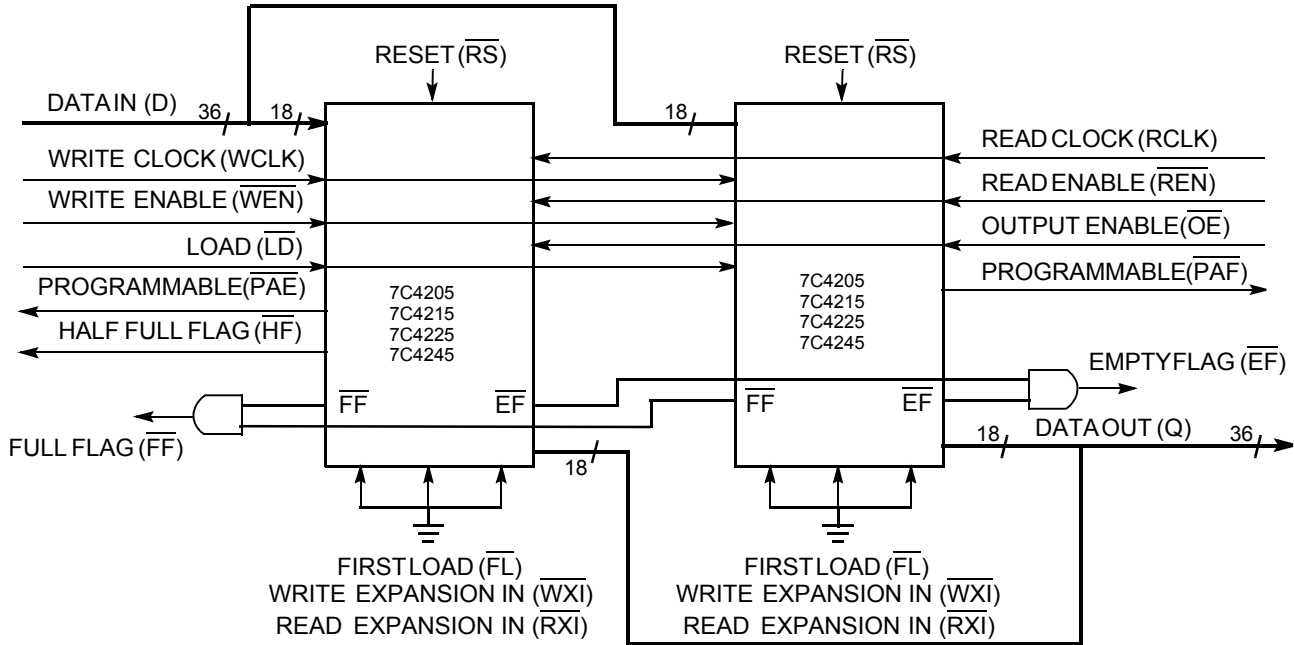 RESET (RS)
RESET (RS)
DATA IN (D)
36
18
18
WRITE CLOCK (WCLK)
READ CLOCK (RCLK)
WRITE ENABLE (WEN)
READ ENABLE (REN)
LOAD (LD)
OUTPUT ENABLE (OE)
PROGRAMMABLE (PAE)
PROGRAMMABLE (PAF)
HALF FULL FLAG (HF)
7C4205
7C4215
7C4225
7C4245
7C4205
7C4215
7C4225
7C4245
EMPTY FLAG (EF)
FF
EF
FF
EF
FULL FLAG (FF)
18
18
DATA OUT (Q)
36
FIRST LOAD (FL)
WRITE EXPANSION IN (WXI)
READ EXPANSION IN (RXI)
FIRST LOAD (FL)
WRITE EXPANSION IN (WXI)
READ EXPANSION IN (RXI)